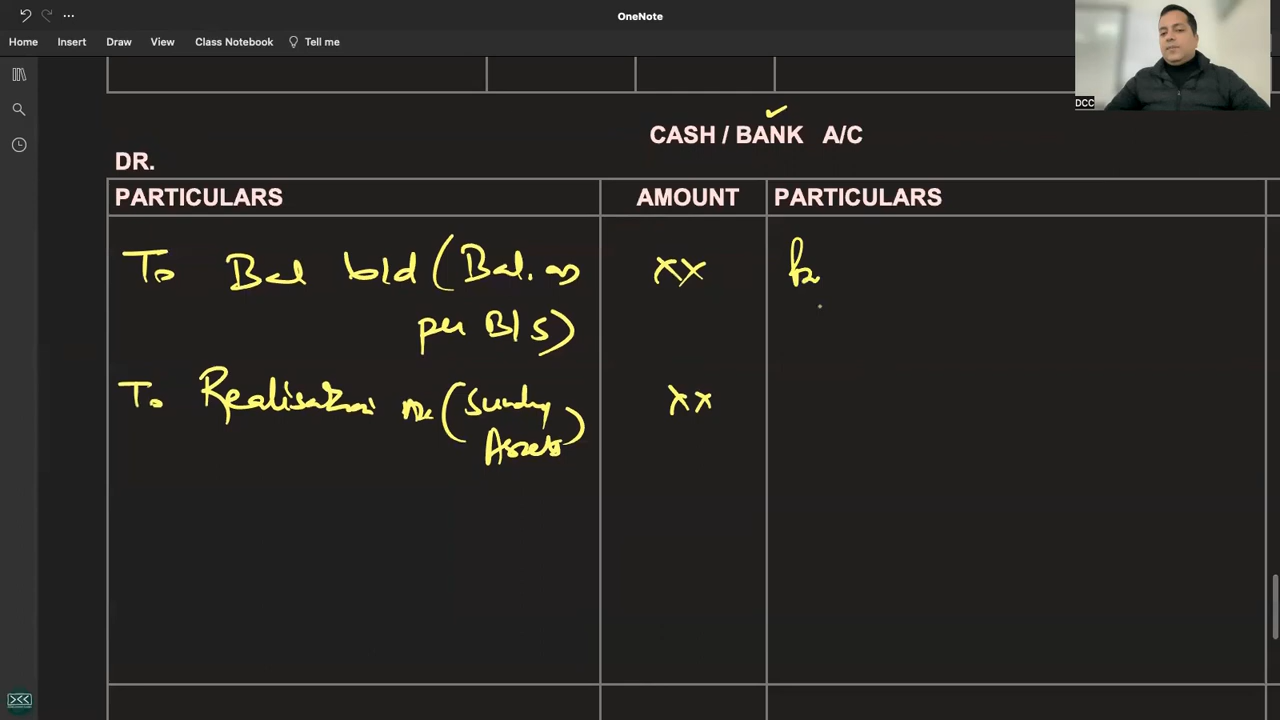 OneNote
Home Insert Draw View Class Notebook Tell me
DCC
CASH / BANK A/C
DR.
PARTICULARS AMOUNT PARTICULARS
To Bal b/d (Bal. as xx
per B/S)
To Realisation A/c (Sundry xx
Assets)